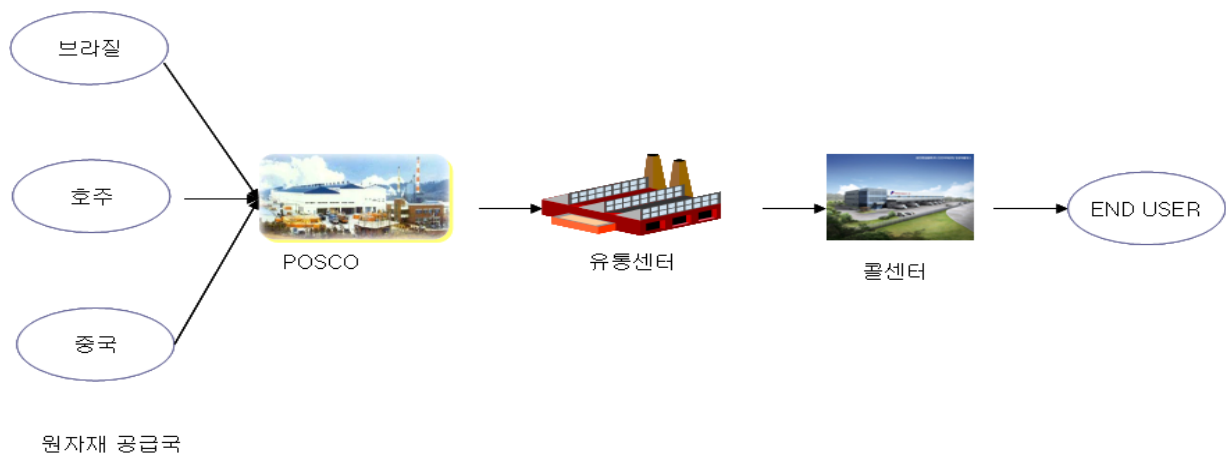 브라질
호주
중국
원자재 공급국
POSCO
유통센터
콜센터
END USER